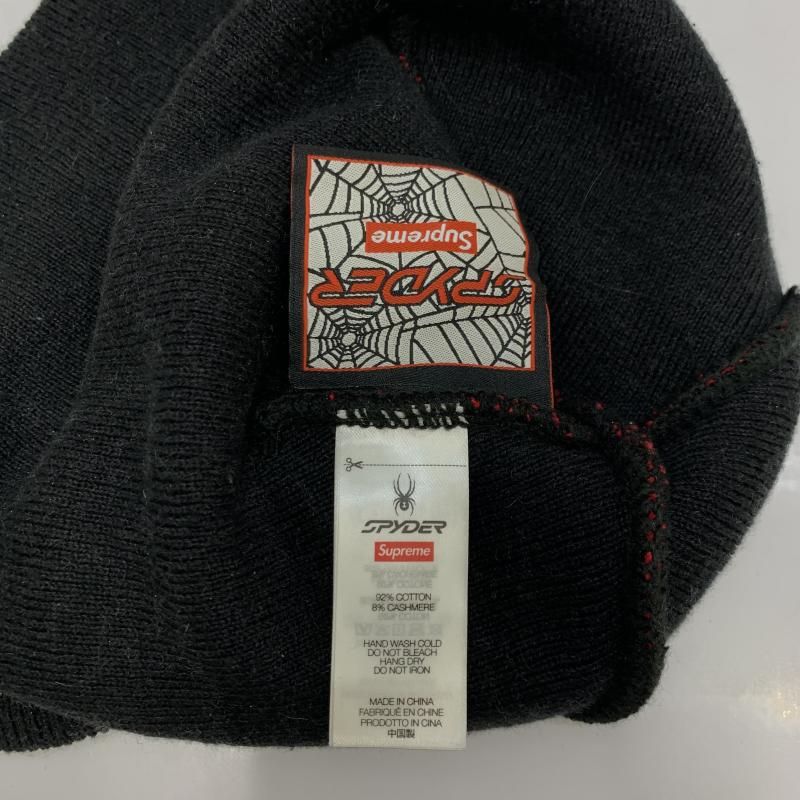 Supreme
SPYDER
SPYDER
Supreme
92% COTTON
8% CASHMERE
HAND WASH COLD
DO NOT BLEACH
HANG DRY
DO NOT IRON
MADE IN CHINA
FABRIQUÉ EN CHINE
PRODOTTO IN CINA
中国製